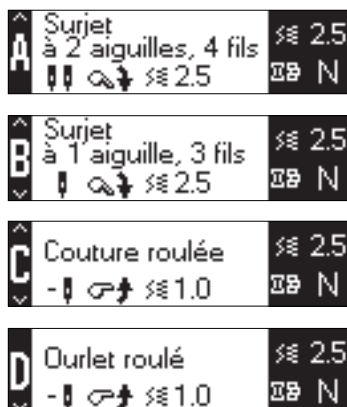 A
Surjet
à 2 aiguilles, 4 fils
2.5
2.5
N
B
Surjet
à 1 aiguille, 3 fils
2.5
2.5
N
C
Couture roulée
- 1.0
2.5
N
D
Ourlet roulé
- 1.0
2.5
N